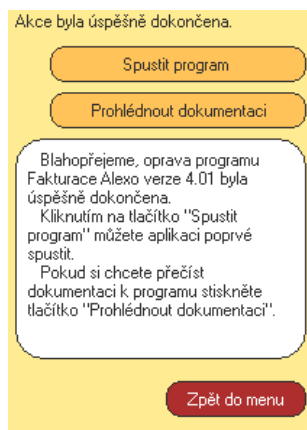 Akce byla úspěšně dokončena.
Spustit program
Prohlédnout dokumentaci
Blahopřejeme, oprava programu
Fakturace Alexo verze 4.01 byla
úspěšně dokončena.
Kliknutím na tlačítko "Spustit
program" můžete aplikaci poprvé
spustit.
Pokud si chcete přečíst
dokumentaci k programu stiskněte
tlačítko "Prohlédnout dokumentaci".
Zpět do menu